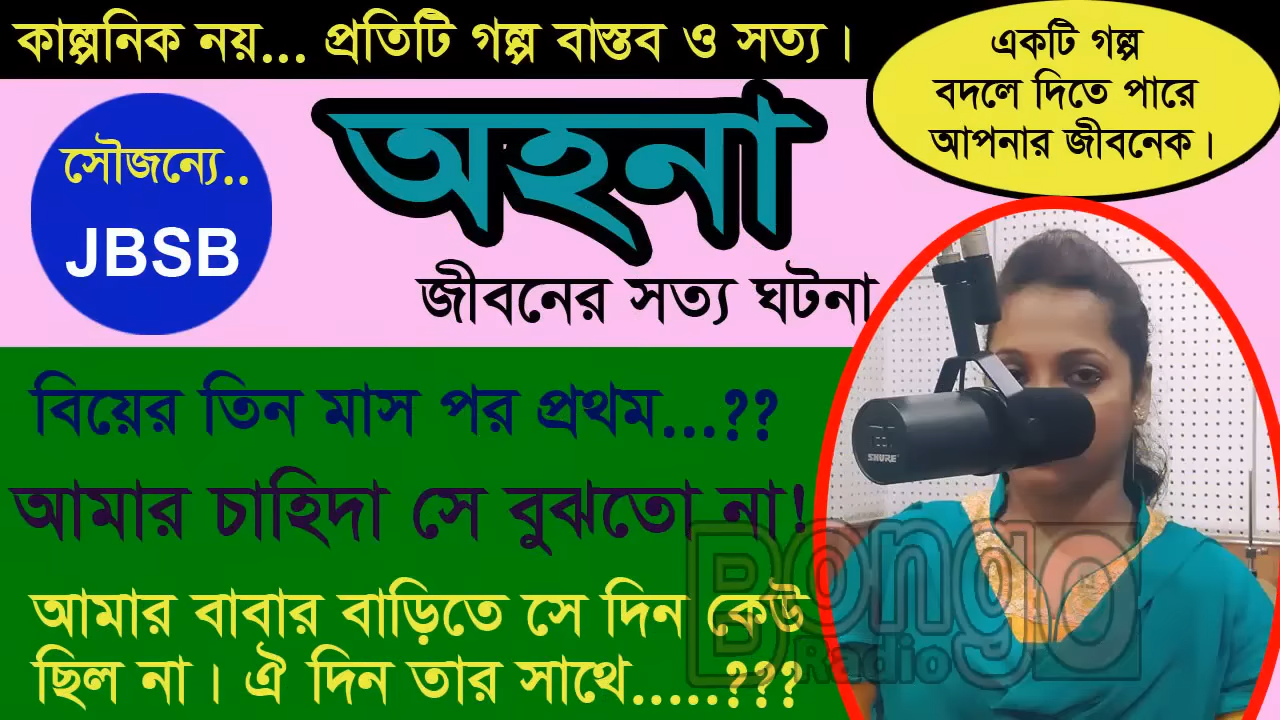 কাল্পনিক নয়... প্রতিটি গল্প বাস্তব ও সত্য।
একটি গল্প
বদলে দিতে পারে
আপনার জীবনেক।
সৌজন্যে..
JBSB
অহনা
জীবনের সত্য ঘটনা
বিয়ের তিন মাস পর প্রথম...??
আমার চাহিদা সে বুঝতো না!
আমার বাবার বাড়িতে সে দিন কেউ
ছিল না। ঐ দিন তার সাথে.....???
SHURE
Bongo
Radio